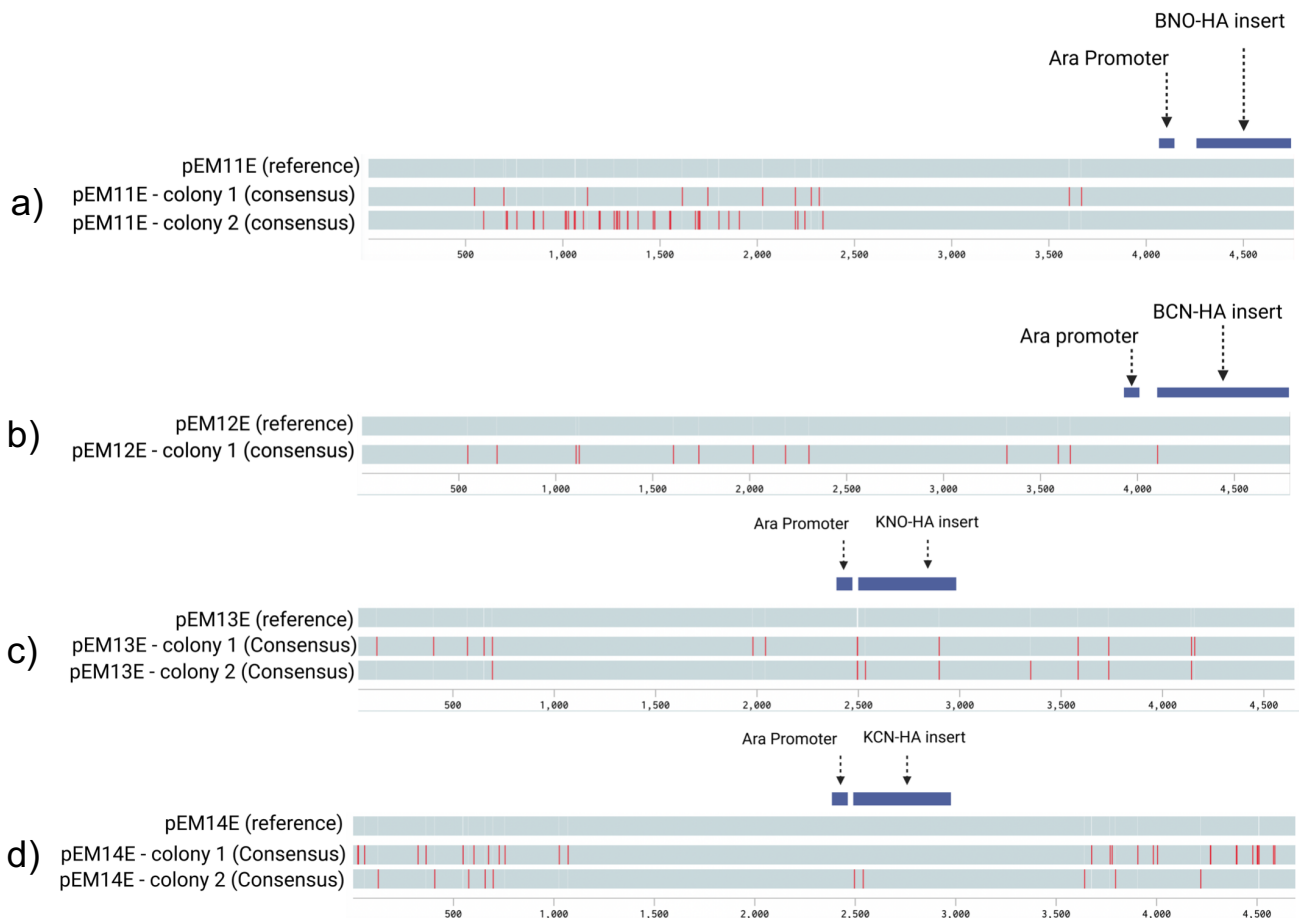 BNO-HA insert
Ara Promoter
a)
pEM11E (reference)
pEM11E - colony 1 (consensus)
pEM11E - colony 2 (consensus)
500 1,000 1,500 2,000 2,500 3,000 3,500 4,000 4,500
BCN-HA insert
Ara promoter
b)
pEM12E (reference)
pEM12E - colony 1 (consensus)
500 1,000 1,500 2,000 2,500 3,000 3,500 4,000 4,500
Ara Promoter KNO-HA insert
c)
pEM13E (reference)
pEM13E - colony 1 (Consensus)
pEM13E - colony 2 (Consensus)
500 1,000 1,500 2,000 2,500 3,000 3,500 4,000 4,500
Ara Promoter KCN-HA insert
d)
pEM14E (reference)
pEM14E - colony 1 (Consensus)
pEM14E - colony 2 (Consensus)
500 1,000 1,500 2,000 2,500 3,000 3,500 4,000 4,500